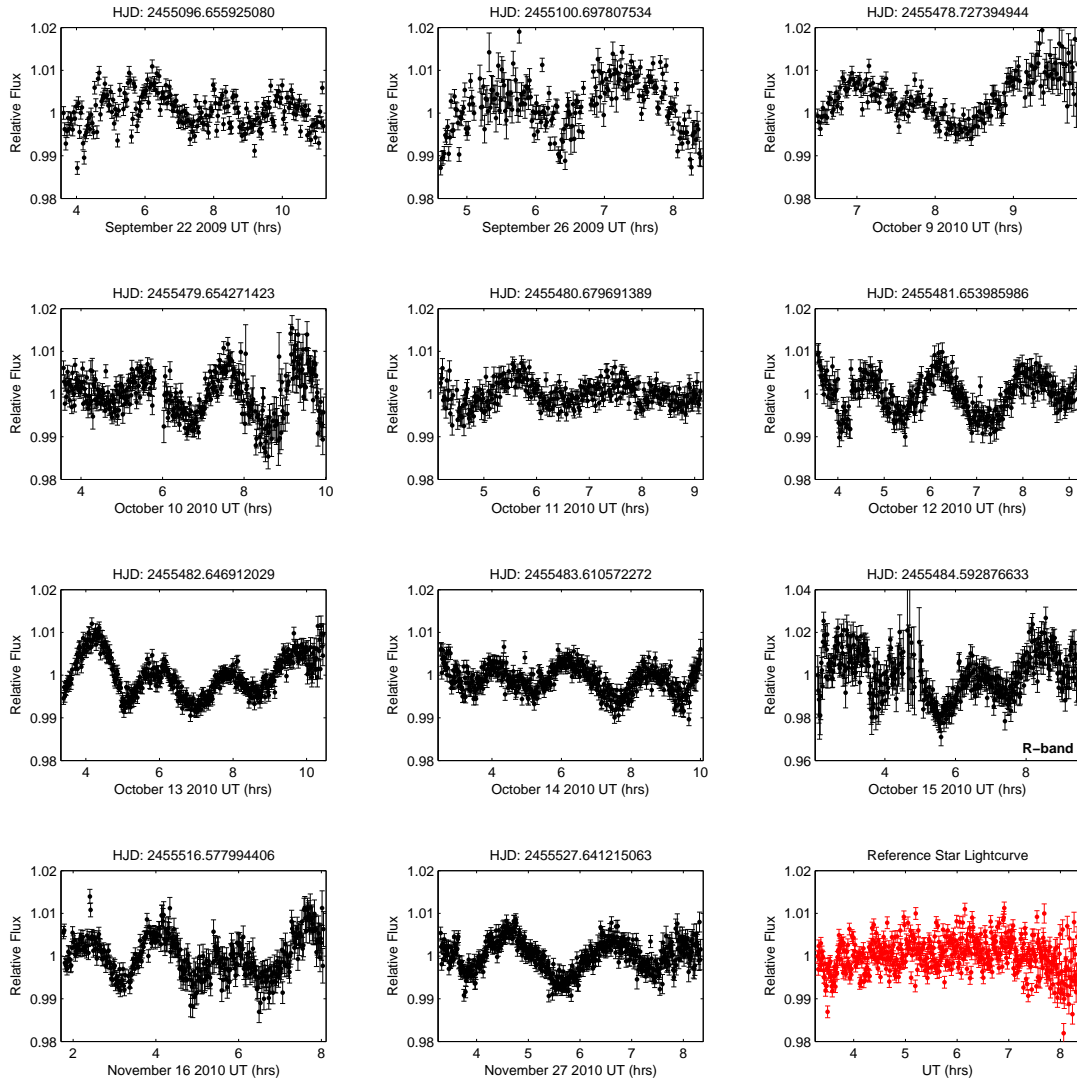 HJD: 2455096.655925080
HJD: 2455100.697807534
HJD: 2455478.727394944
1.02
1.01
1
0.99
0.98
Relative Flux
4 6 8 10
September 22 2009 UT (hrs)
1.02
1.01
1
0.99
0.98
Relative Flux
5 6 7 8
September 26 2009 UT (hrs)
1.02
1.01
1
0.99
0.98
Relative Flux
7 8 9
October 9 2010 UT (hrs)
HJD: 2455479.654271423
HJD: 2455480.679691389
HJD: 2455481.653985986
1.02
1.01
1
0.99
0.98
Relative Flux
4 6 8 10
October 10 2010 UT (hrs)
1.02
1.01
1
0.99
0.98
Relative Flux
5 6 7 8 9
October 11 2010 UT (hrs)
1.02
1.01
1
0.99
0.98
Relative Flux
4 5 6 7 8 9
October 12 2010 UT (hrs)
HJD: 2455482.646912029
HJD: 2455483.610572272
HJD: 2455484.592876633
1.02
1.01
1
0.99
0.98
Relative Flux
4 6 8 10
October 13 2010 UT (hrs)
1.02
1.01
1
0.99
0.98
Relative Flux
4 6 8 10
October 14 2010 UT (hrs)
1.04
1.02
1
0.98
0.96
Relative Flux
R−band
4 6 8
October 15 2010 UT (hrs)
HJD: 2455516.577994406
HJD: 2455527.641215063
Reference Star Lightcurve
1.02
1.01
1
0.99
0.98
Relative Flux
2 4 6 8
November 16 2010 UT (hrs)
1.02
1.01
1
0.99
0.98
Relative Flux
4 5 6 7 8
November 27 2010 UT (hrs)
1.02
1.01
1
0.99
0.98
Relative Flux
4 5 6 7 8
UT (hrs)